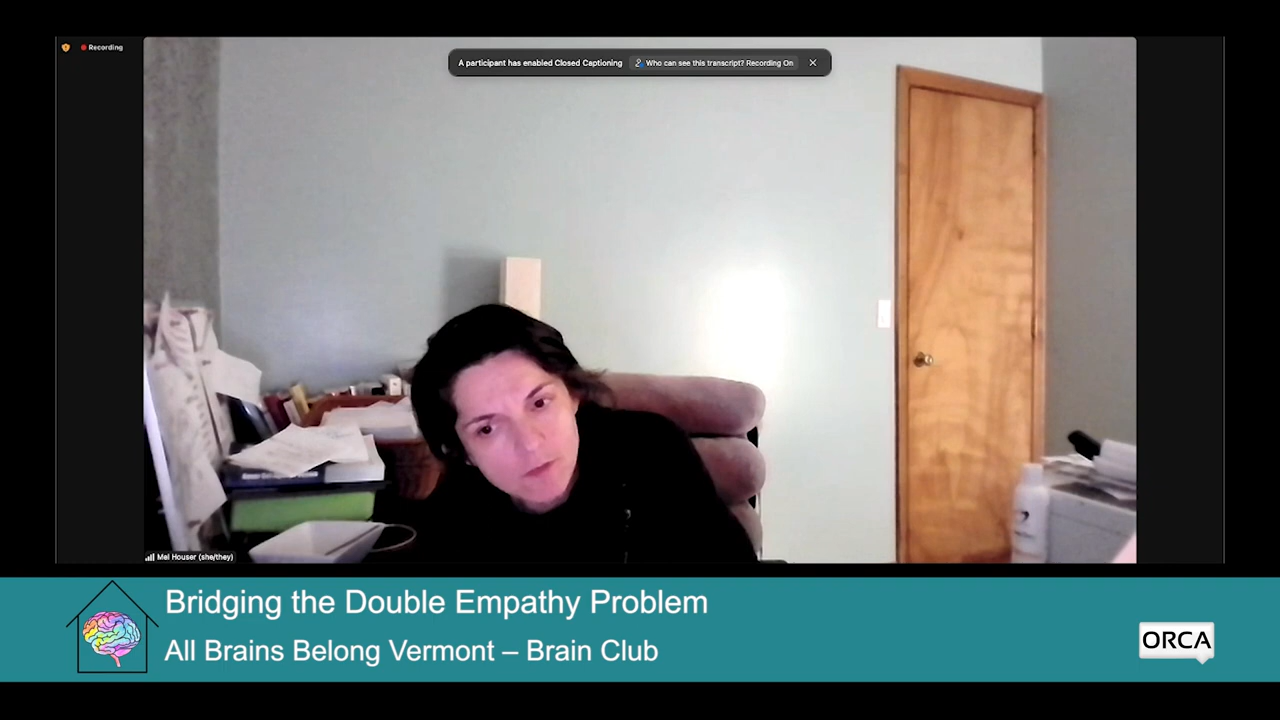 Recording
A participant has enabled Closed Captioning
Who can see this transcript? Recording On
Mel Houser (she/they)
Bridging the Double Empathy Problem
All Brains Belong Vermont – Brain Club
ORCA